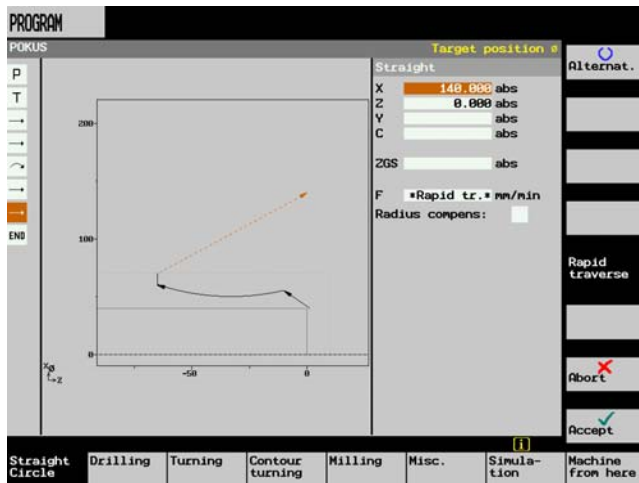 PROGRAM
POKUS
Target position ø
Alternat.
P
T
END
200
100
0
-50
0
X
Z
Straight
X 140.000 abs
Z 0.000 abs
Y abs
C abs
ZGS abs
F *Rapid tr.* mm/min
Radius compens:
Rapid
traverse
Abort
Accept
i
Straight
Circle
Drilling
Turning
Contour
turning
Milling
Misc.
Simula-
tion
Machine
from here